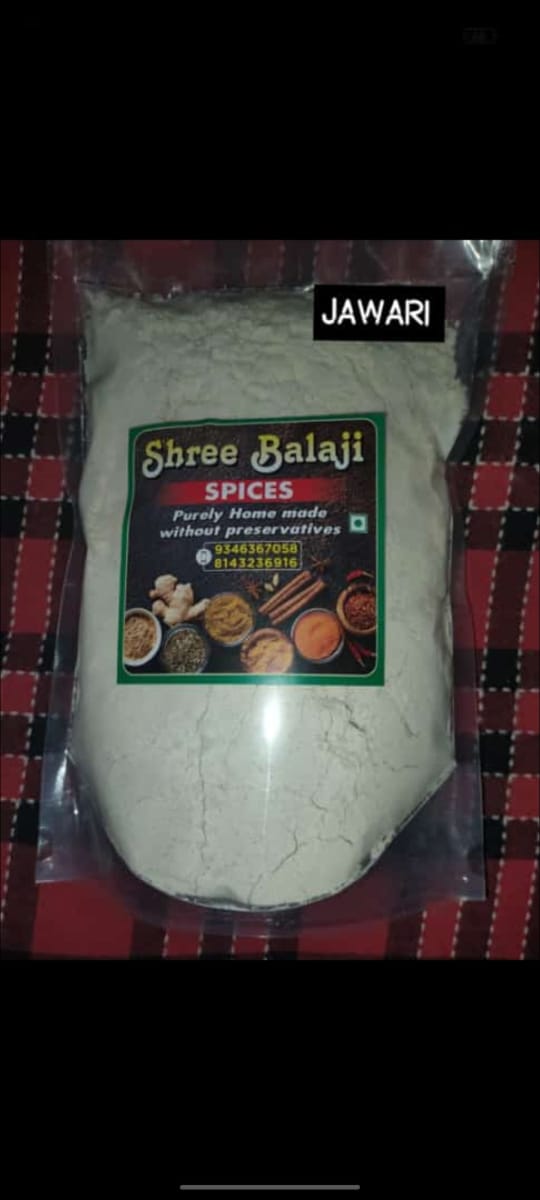 JAWARI
Shree Balaji
SPICES
Purely Home made
without preservatives
9346367058
8143236916